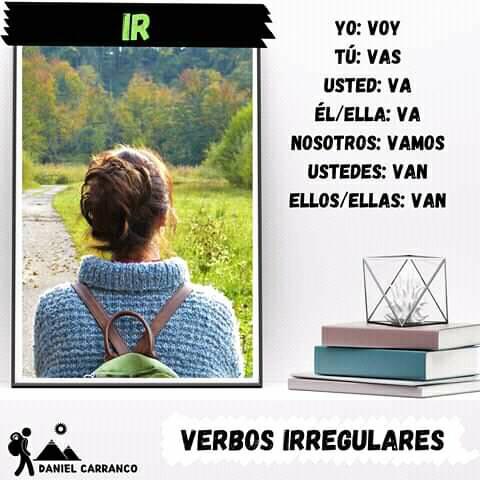 IR
YO: VOY
TÚ: VAS
USTED: VA
ÉL/ELLA: VA
NOSOTROS: VAMOS
USTEDES: VAN
ELLOS/ELLAS: VAN
VERBOS IRREGULARES
DANIEL CARRANCO